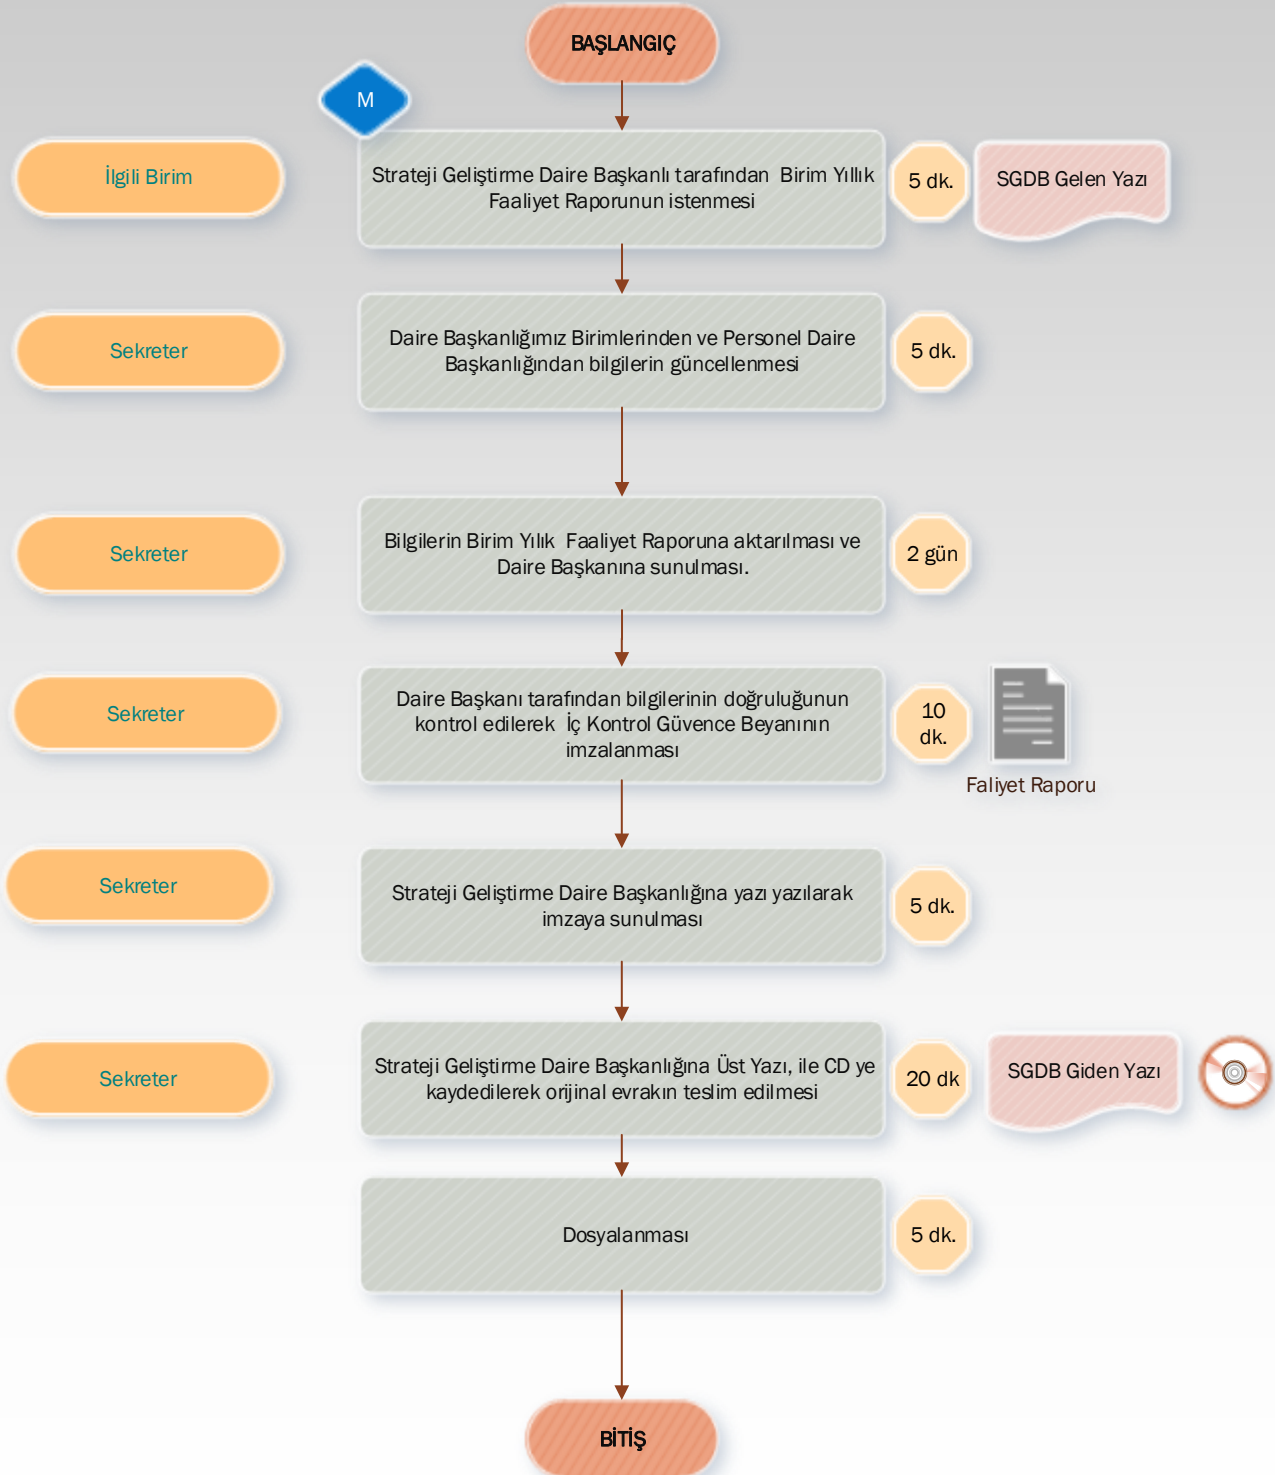 BAŞLANGIÇ
M
İlgili Birim
Strateji Geliştirme Daire Başkanlı tarafından  Birim Yıllık
Faaliyet Raporunun istenmesi
5 dk.
SGDB Gelen Yazı
Sekreter
Daire Başkanlığımız Birimlerinden ve Personel Daire
Başkanlığından bilgilerin güncellenmesi
5 dk.
Sekreter
Bilgilerin Birim Yılık  Faaliyet Raporuna aktarılması ve
Daire Başkanına sunulması.
2 gün
Sekreter
Daire Başkanı tarafından bilgilerinin doğruluğunun
kontrol edilerek  İç Kontrol Güvence Beyanının
imzalanması
10
dk.
Faliyet Raporu
Sekreter
Strateji Geliştirme Daire Başkanlığına yazı yazılarak
imzaya sunulması
5 dk.
Sekreter
Strateji Geliştirme Daire Başkanlığına Üst Yazı, ile CD ye
kaydedilerek orijinal evrakın teslim edilmesi
20 dk
SGDB Giden Yazı
Dosyalanması
5 dk.
BİTİŞ